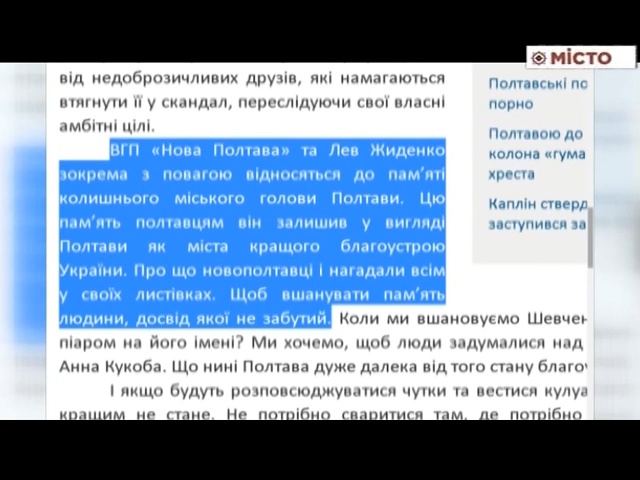 МІСТО
від недоброзичливих друзів, які намагаються
втягнути її у скандал, переслідуючи свої власні
амбітні цілі.
ВГП «Нова Полтава» та Лев Жиденко
зокрема з повагою відносяться до пам’яті
колишнього міського голови Полтави. Цю
пам’ять полтавцям він залишив у вигляді
Полтави як міста кращого благоустрою
України. Про що новополтавці і нагадали всім
у своїх листівках. Щоб вшанувати пам’ять
людини, досвід якої не забутий. Коли ми вшановуємо Шевчен
піаром на його імені? Ми хочемо, щоб люди задумалися над
Анна Кукоба. Що нині Полтава дуже далека від того стану благо
І якщо будуть розповсюджуватися чутки та вестися кулуа
кращим не стане. Не потрібно сваритися там, де потрібно
Полтавські по
порно
Полтавою до
колона «гума
хреста
Каплін стверд
заступився за